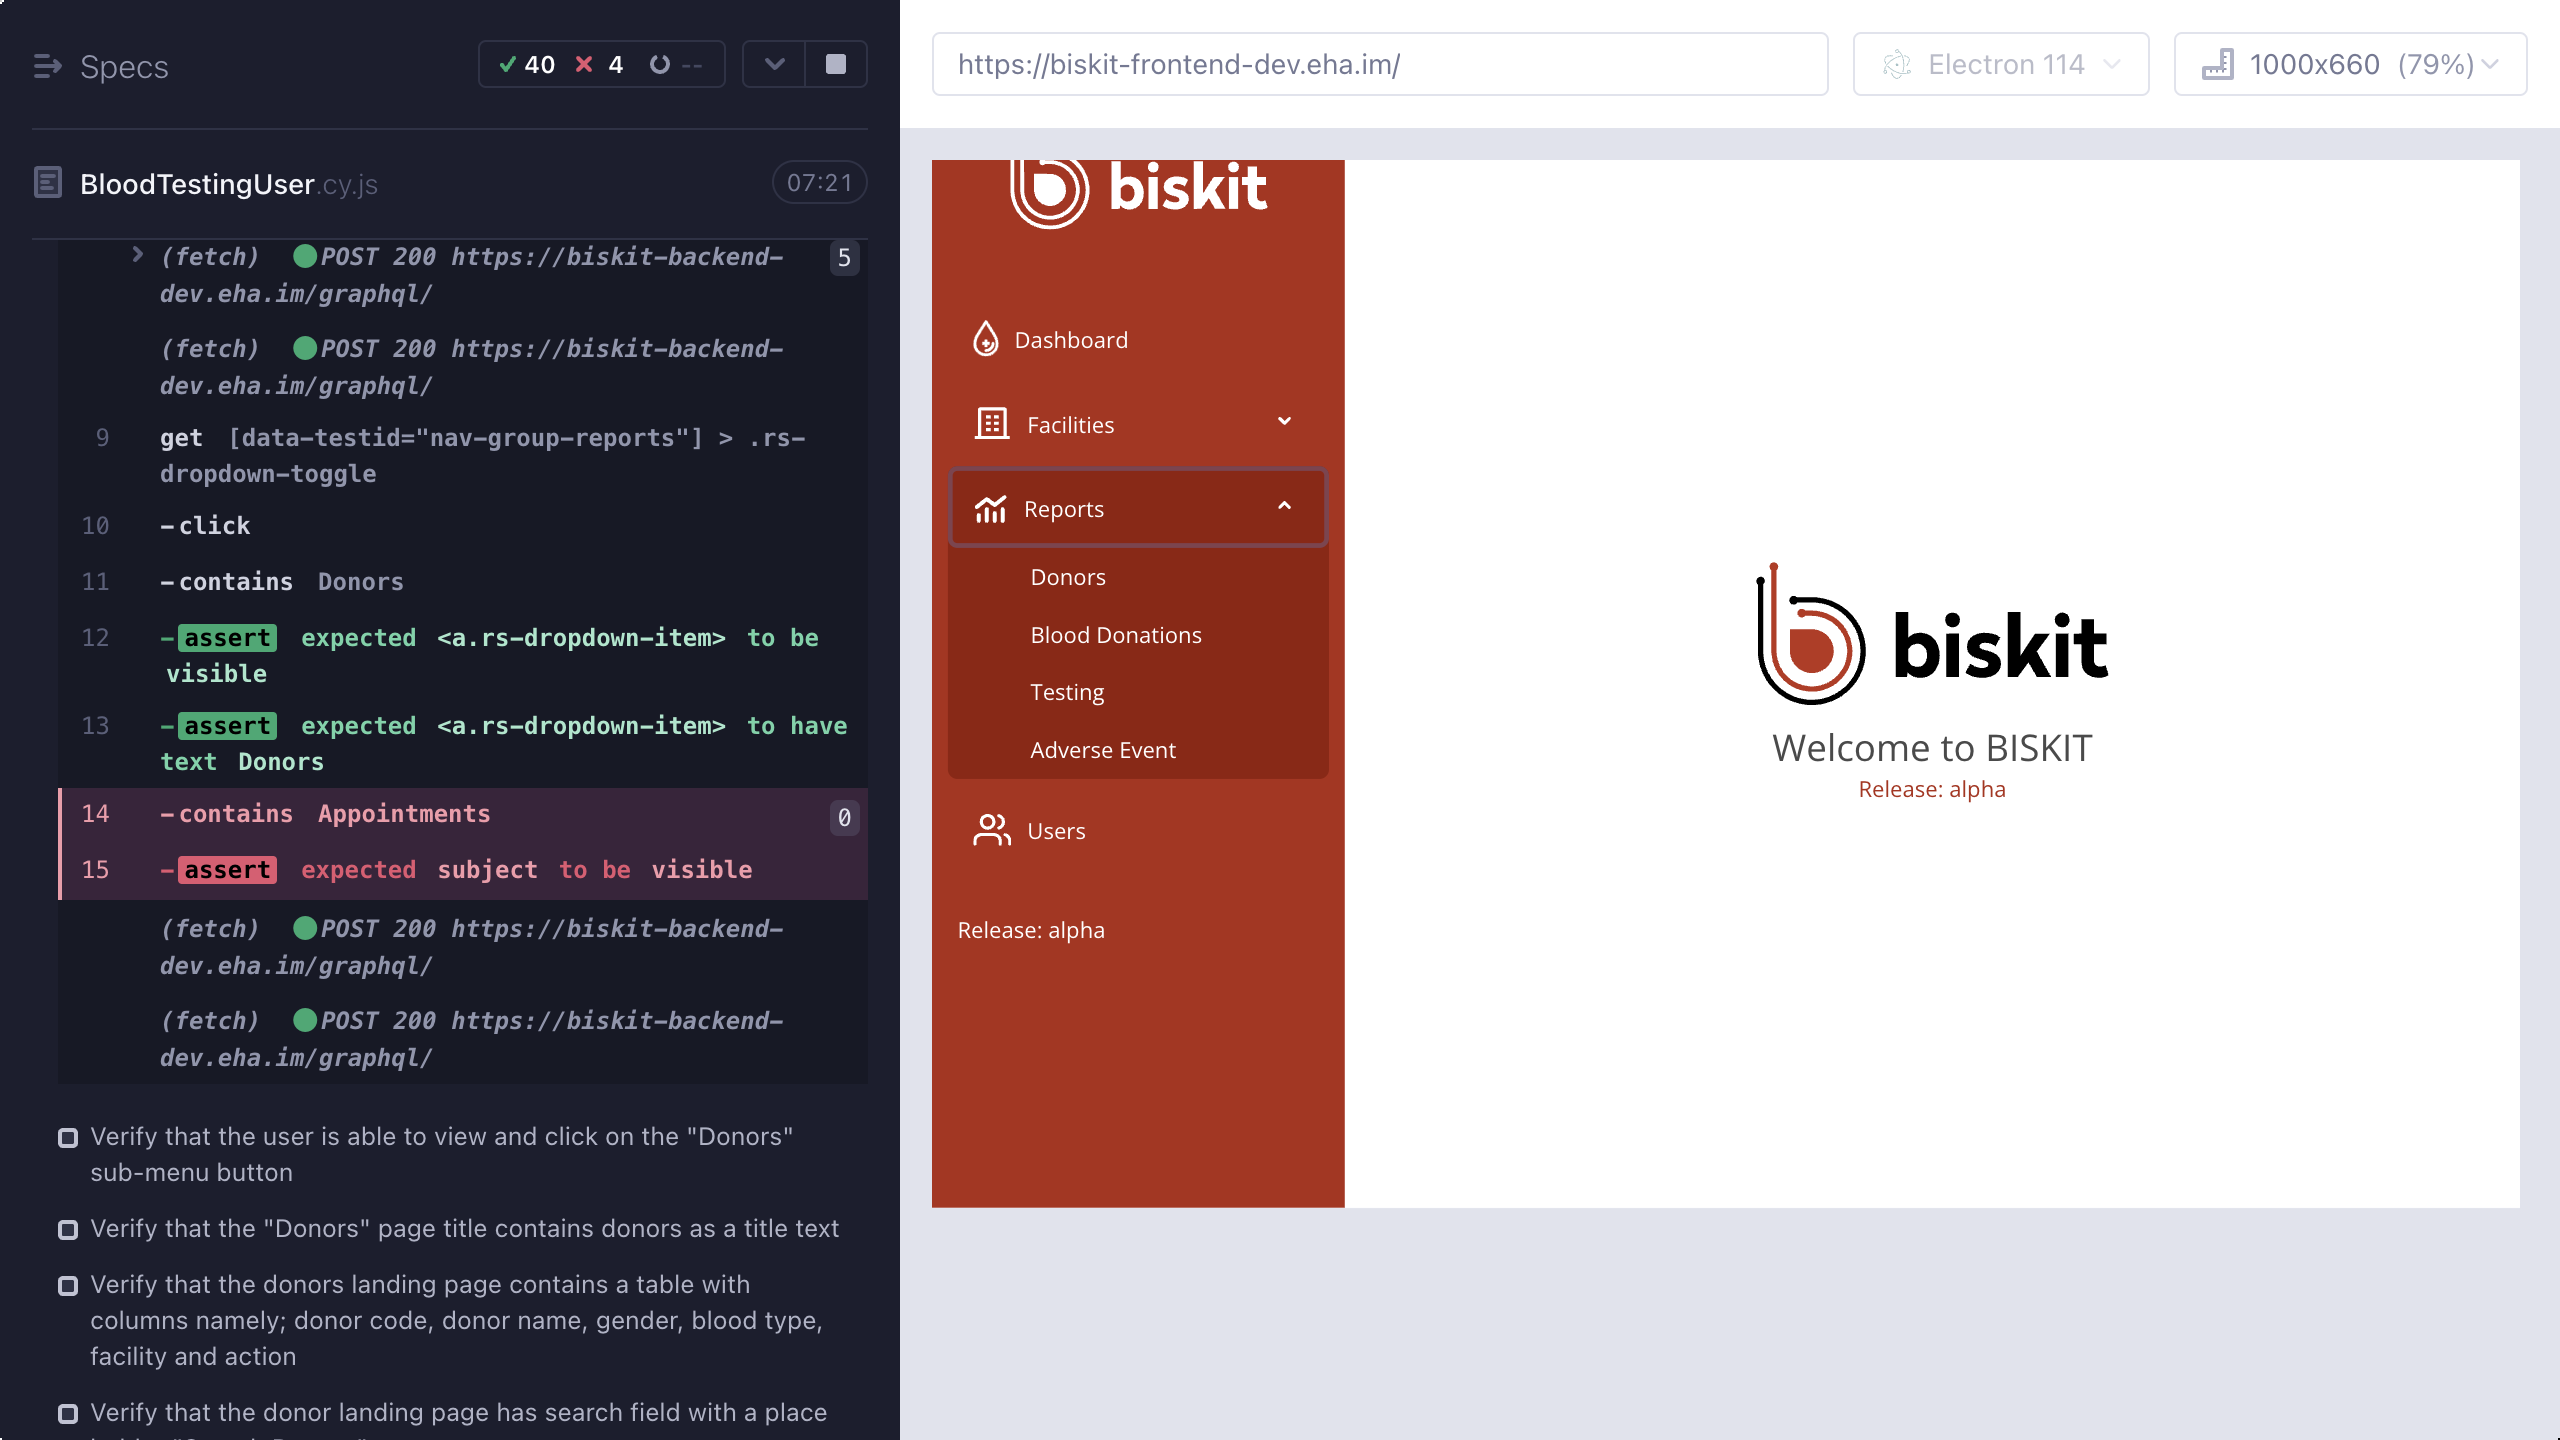 Specs
40 4 --
BloodTestingUser.cy.js
07:21
(fetch) POST 200 https://biskit-backend-
dev.eha.im/graphql/
5
(fetch) POST 200 https://biskit-backend-
dev.eha.im/graphql/
9 get [data-testid="nav-group-reports"] > .rs-
dropdown-toggle
10 -click
11 -contains Donors
12 -assert expected <a.rs-dropdown-item> to be
visible
13 -assert expected <a.rs-dropdown-item> to have
text Donors
14 -contains Appointments 0
15 -assert expected subject to be visible
(fetch) POST 200 https://biskit-backend-
dev.eha.im/graphql/
(fetch) POST 200 https://biskit-backend-
dev.eha.im/graphql/
Verify that the user is able to view and click on the "Donors"
sub-menu button
Verify that the "Donors" page title contains donors as a title text
Verify that the donors landing page contains a table with
columns namely; donor code, donor name, gender, blood type,
facility and action
Verify that the donor landing page has search field with a place
https://biskit-frontend-dev.eha.im/
Electron 114
1000x660 (79%)
biskit
Dashboard
Facilities
Reports
Donors
Blood Donations
Testing
Adverse Event
Users
Release: alpha
biskit
Welcome to BISKIT
Release: alpha